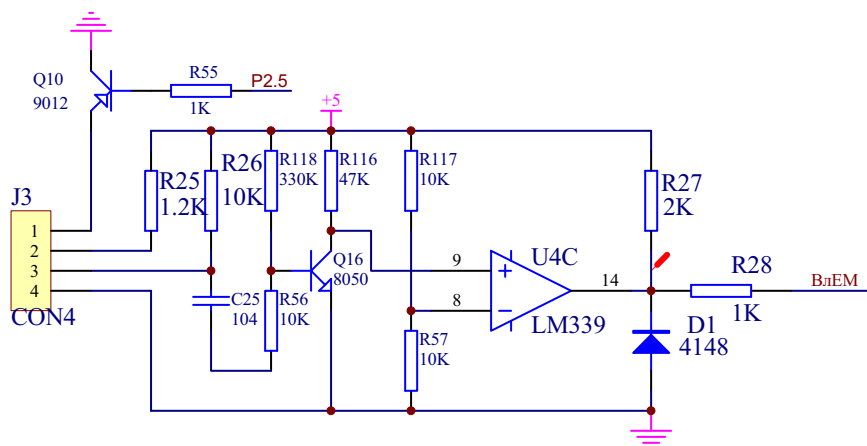 Q10
9012
R55
1K
P2.5
+5
J3
1
2
3
4
CON4
R25
1.2K
R26
10K
R118
330K
R116
47K
R117
10K
R27
2K
Q16
8050
C25
104
R56
10K
R57
10K
9
8
14
U4C
LM339
R28
1K
ВлЕМ
D1
4148